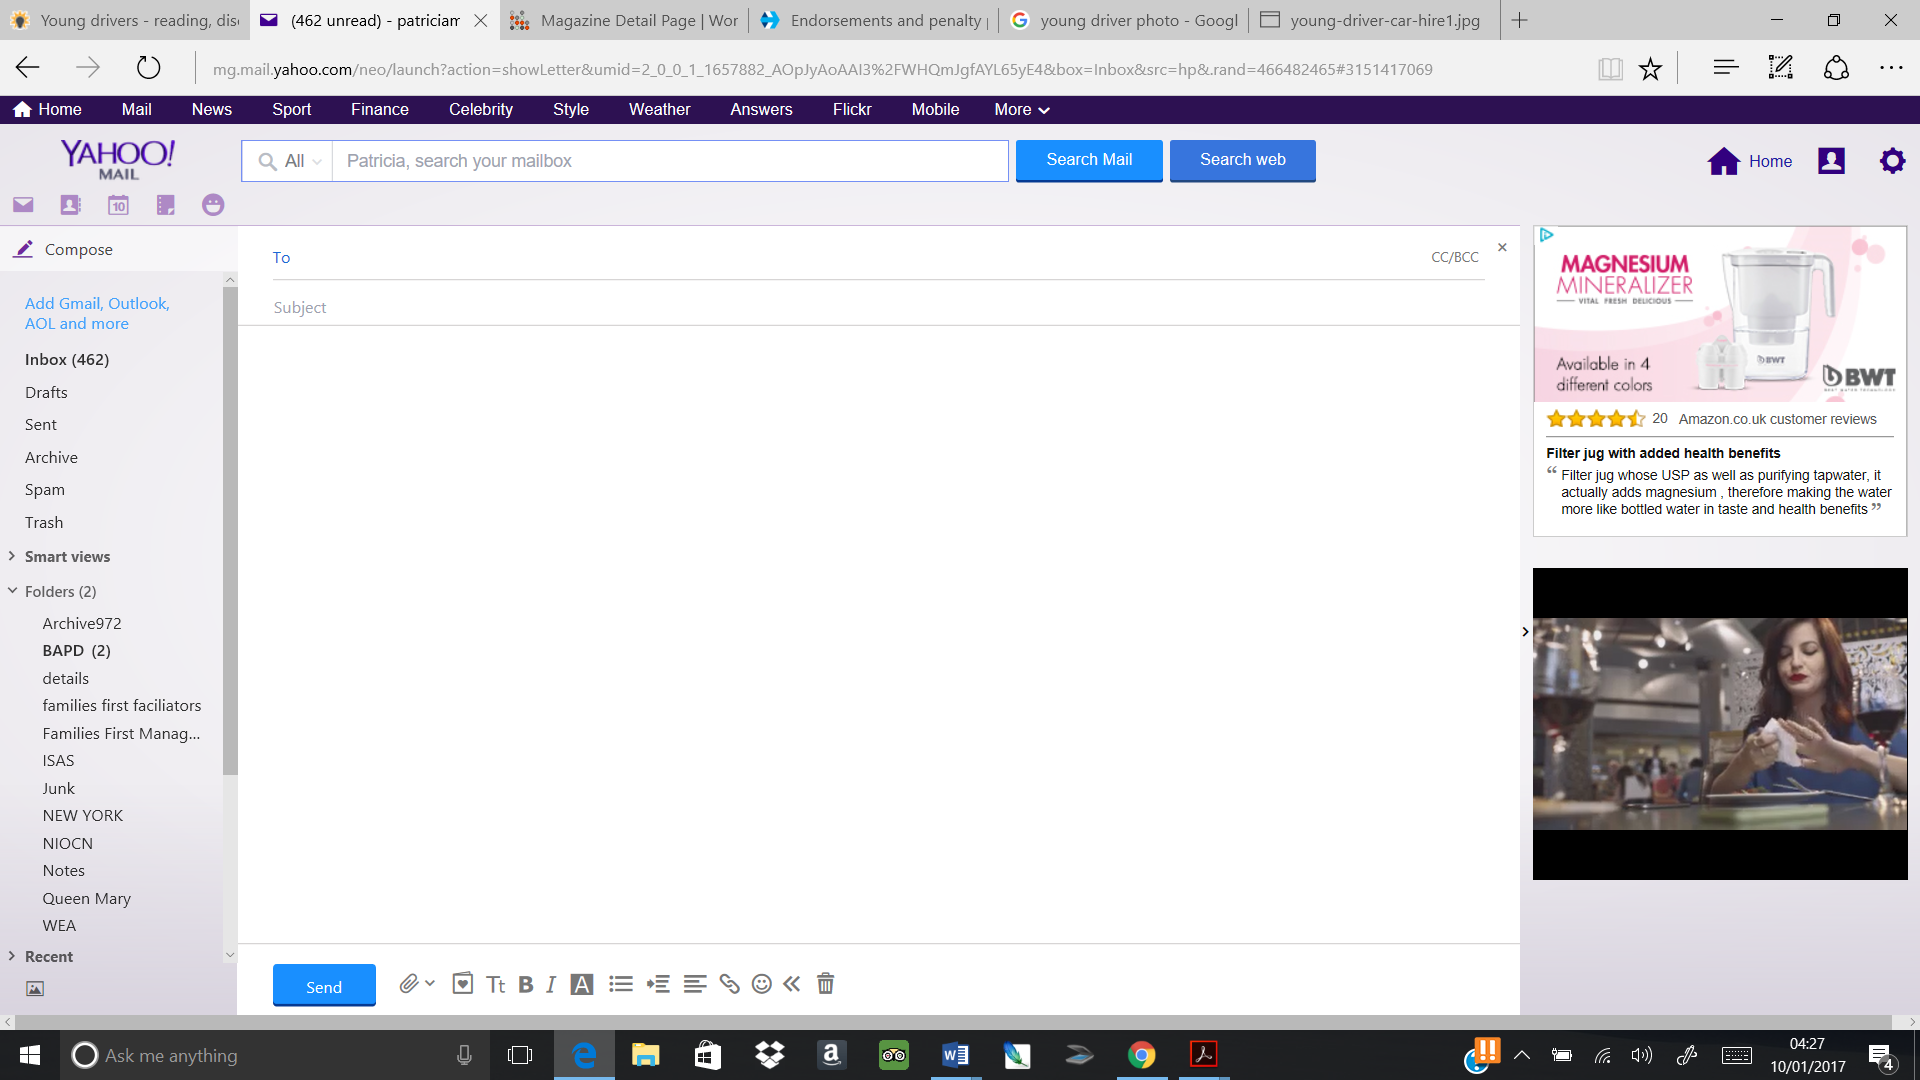 Young drivers - reading, disc
(462 unread) - patriciam
Magazine Detail Page | Wor
Endorsements and penalty p
young driver photo - Googl
young-driver-car-hire1.jpg
mg.mail.yahoo.com/neo/launch?action=showLetter&umid=2_0_0_1_1657882_AOpJyAoAAI3%2FWHQmJgfAYL65yE4&box=Inbox&src=hp&.rand=466482465#3151417069
Home Mail News Sport Finance Celebrity Style Weather Answers Flickr Mobile More
YAHOO!
MAIL
All
Patricia, search your mailbox
Search Mail
Search web
Home
10
Compose
Add Gmail, Outlook,
AOL and more
Inbox (462)
Drafts
Sent
Archive
Spam
Trash
Smart views
Folders (2)
Archive972
BAPD (2)
details
families first faciliators
Families First Manag...
ISAS
Junk
NEW YORK
NIOCN
Notes
Queen Mary
WEA
Recent
To
CC/BCC
Subject
Send
Tt B I A
MAGNESIUM
MINERALIZER
VITAL FRESH DELICIOUS
Available in 4
different colors
BWT
BWT
20 Amazon.co.uk customer reviews
Filter jug with added health benefits
“ Filter jug whose USP as well as purifying tapwater, it
actually adds magnesium , therefore making the water
more like bottled water in taste and health benefits ”
Ask me anything
04:27
10/01/2017
4